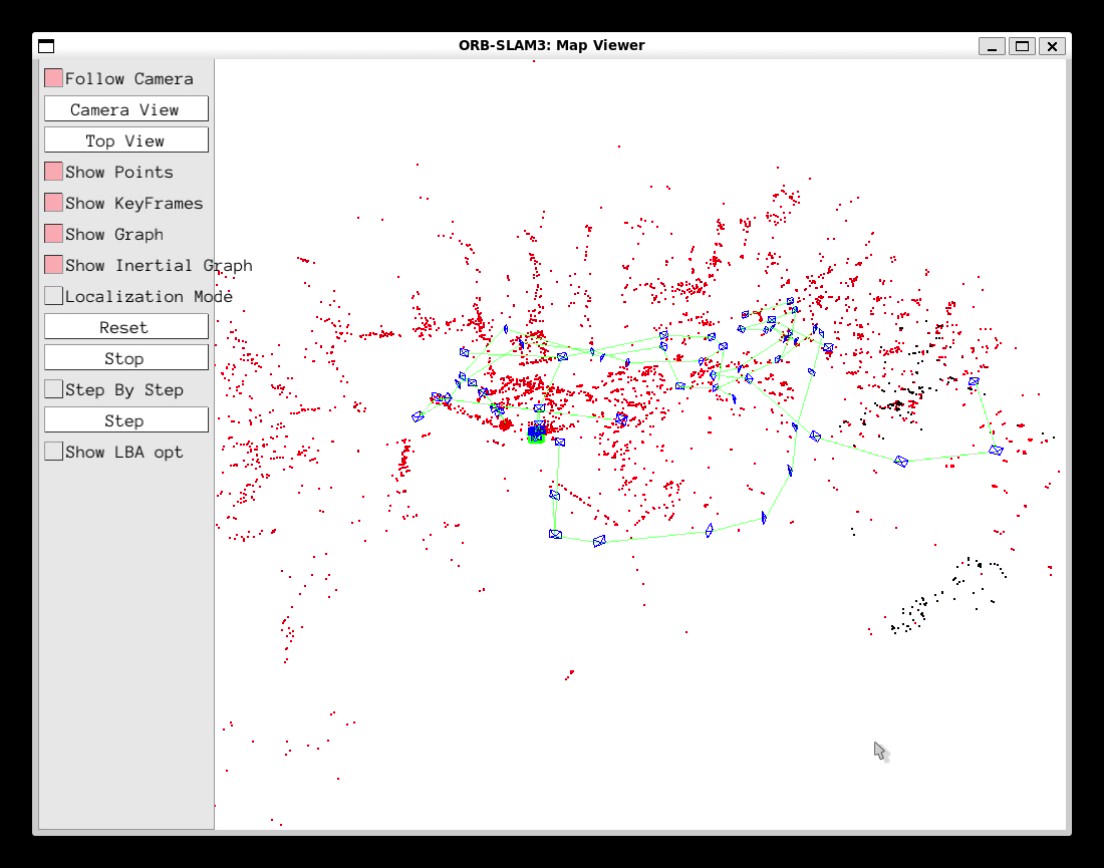 ORB-SLAM3: Map Viewer
Follow Camera
Camera View
Top View
Show Points
Show KeyFrames
Show Graph
Show Inertial Graph
Localization Mode
Reset
Stop
Step By Step
Step
Show LBA opt